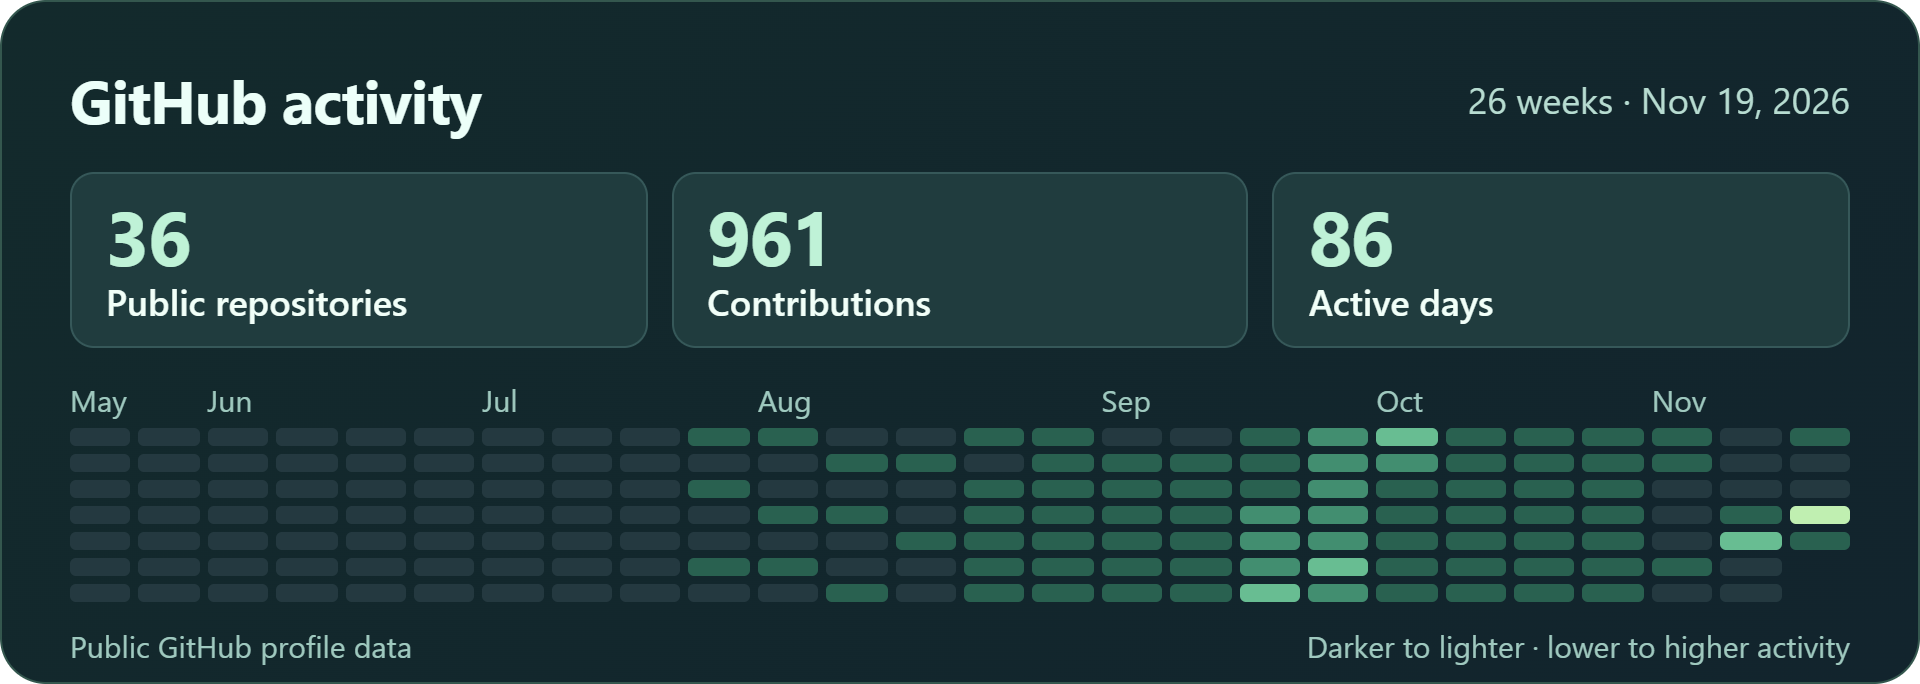 GitHub activity
26 weeks · Nov 19, 2026
36
Public repositories
961
Contributions
86
Active days
May Jun Jul Aug Sep Oct Nov
Public GitHub profile data
Darker to lighter · lower to higher activity